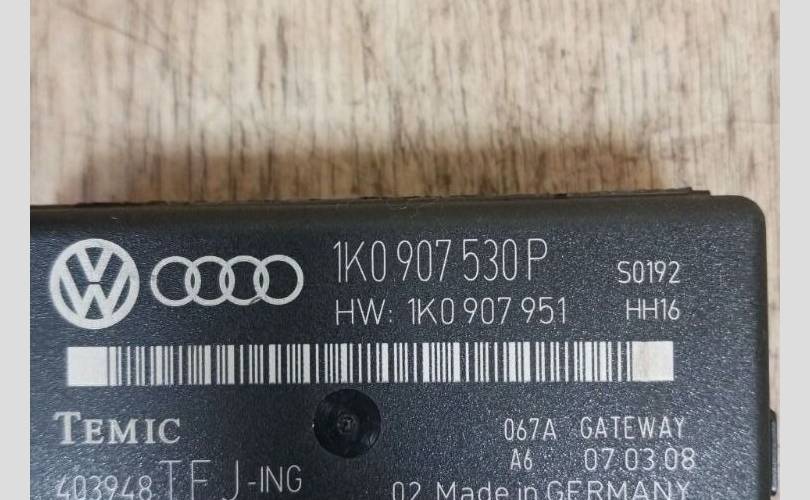 1K0 907 530 P S0192
HW: 1K0 907 951 HH16
TEMIC
067A GATEWAY
A6 07 03 08
403948 TF J-ING
02 Made in GERMANY